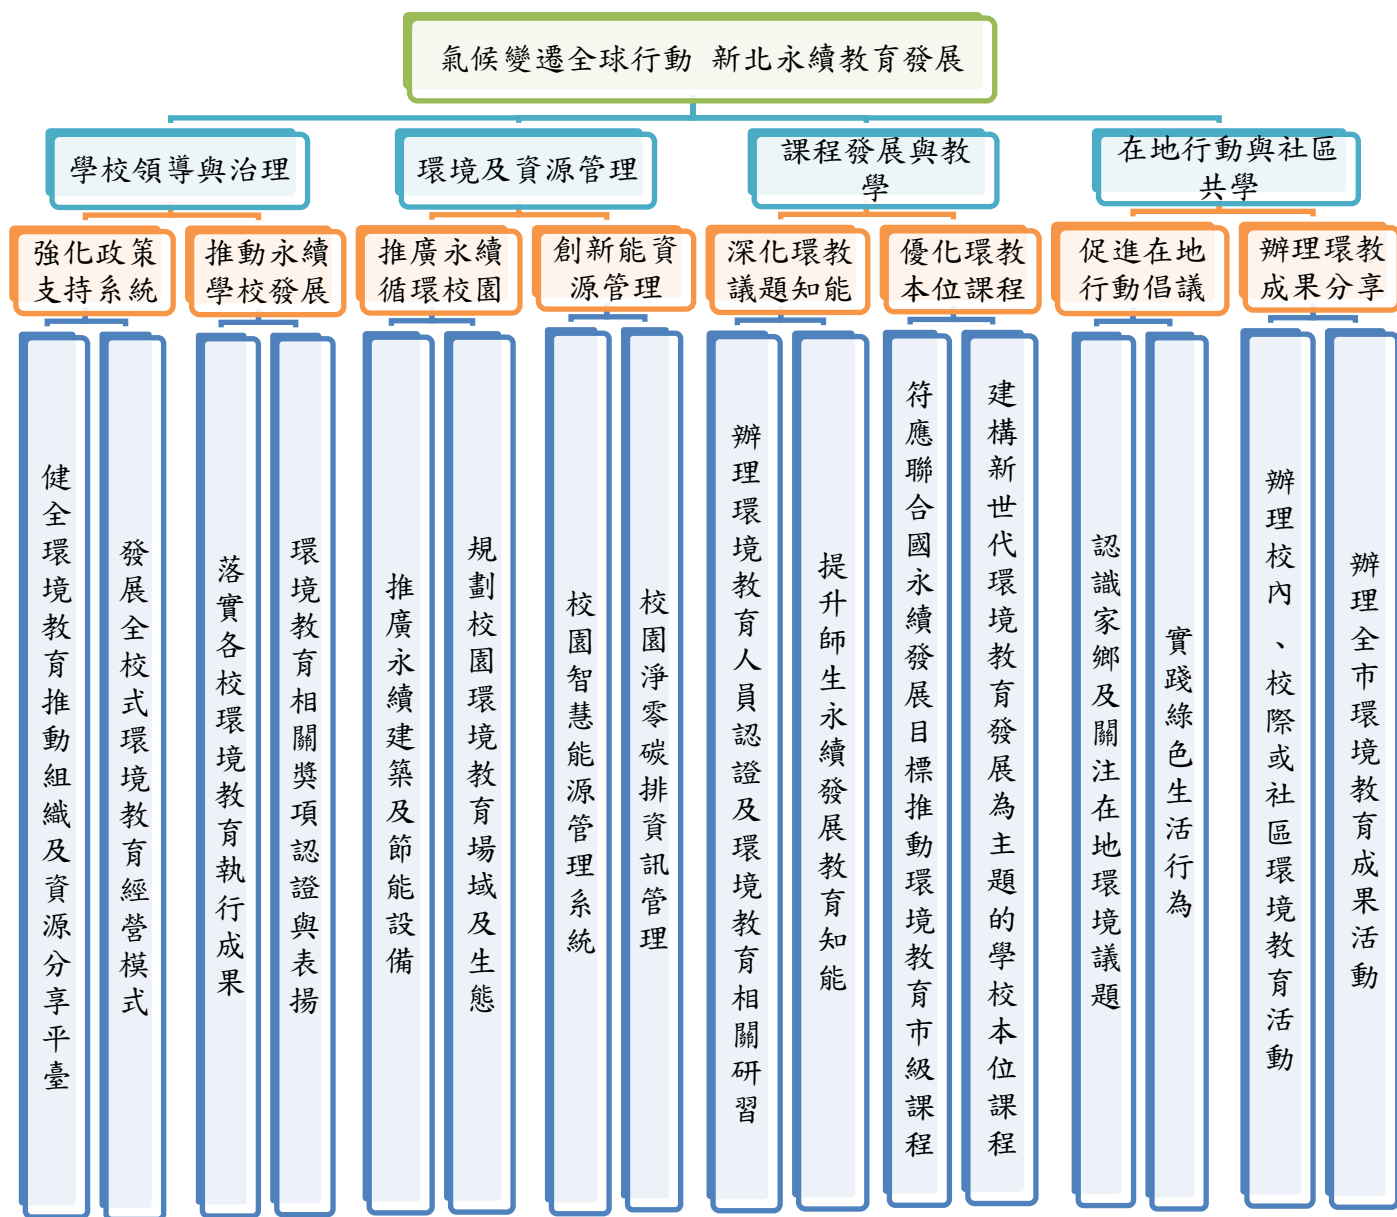 氣候變遷全球行動 新北永續教育發展
學校領導與治理
環境及資源管理
課程發展與教
學
在地行動與社區
共學
強化政策
支持系統
推動永續
學校發展
推廣永續
循環校園
創新能資
源管理
深化環教
議題知能
優化環教
本位課程
促進在地
行動倡議
辦理環教
成果分享
健全環境教育推動組織及資源分享平臺
發展全校式環境教育經營模式
落實各校環境教育執行成果
環境教育相關獎項認證與表揚
推廣永續建築及節能設備
規劃校園環境教育場域及生態
校園智慧能源管理系統
校園淨零碳排資訊管理
辦理環境教育人員認證及環境教育相關研習
提升師生永續發展教育知能
符應聯合國永續發展目標推動環境教育市級課程
建構新世代環境教育發展為主題的學校本位課程
認識家鄉及關注在地環境議題
實踐綠色生活行為
辦理校內、校際或社區環境教育活動
辦理全市環境教育成果活動